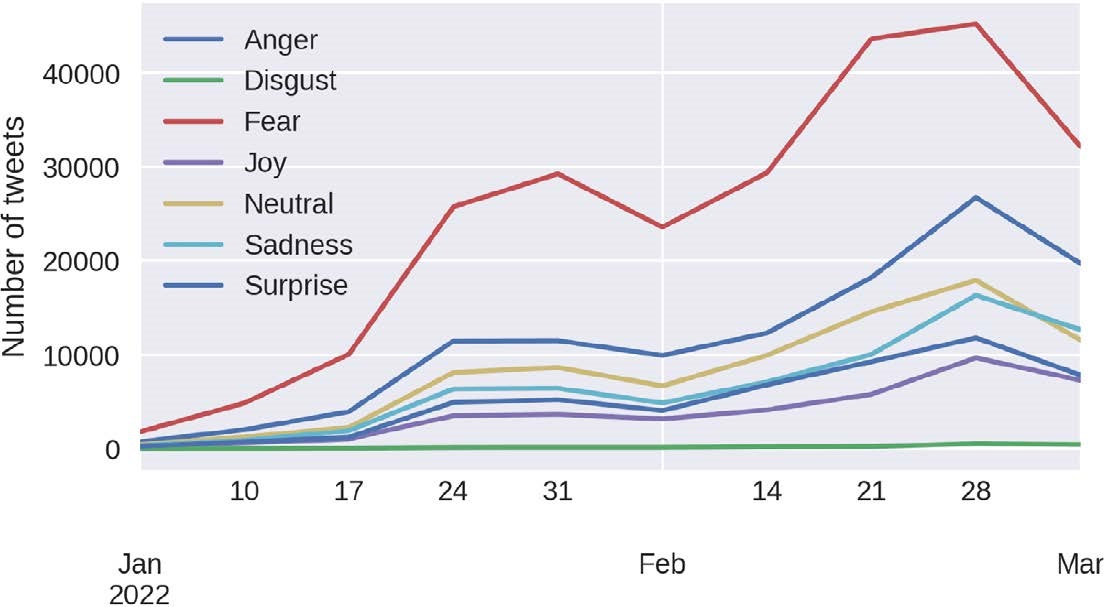 Anger
Disgust
Fear
Joy
Neutral
Sadness
Surprise
Number of tweets
40000
30000
20000
10000
0
10 17 24 31 14 21 28
Jan Feb Mar
2022